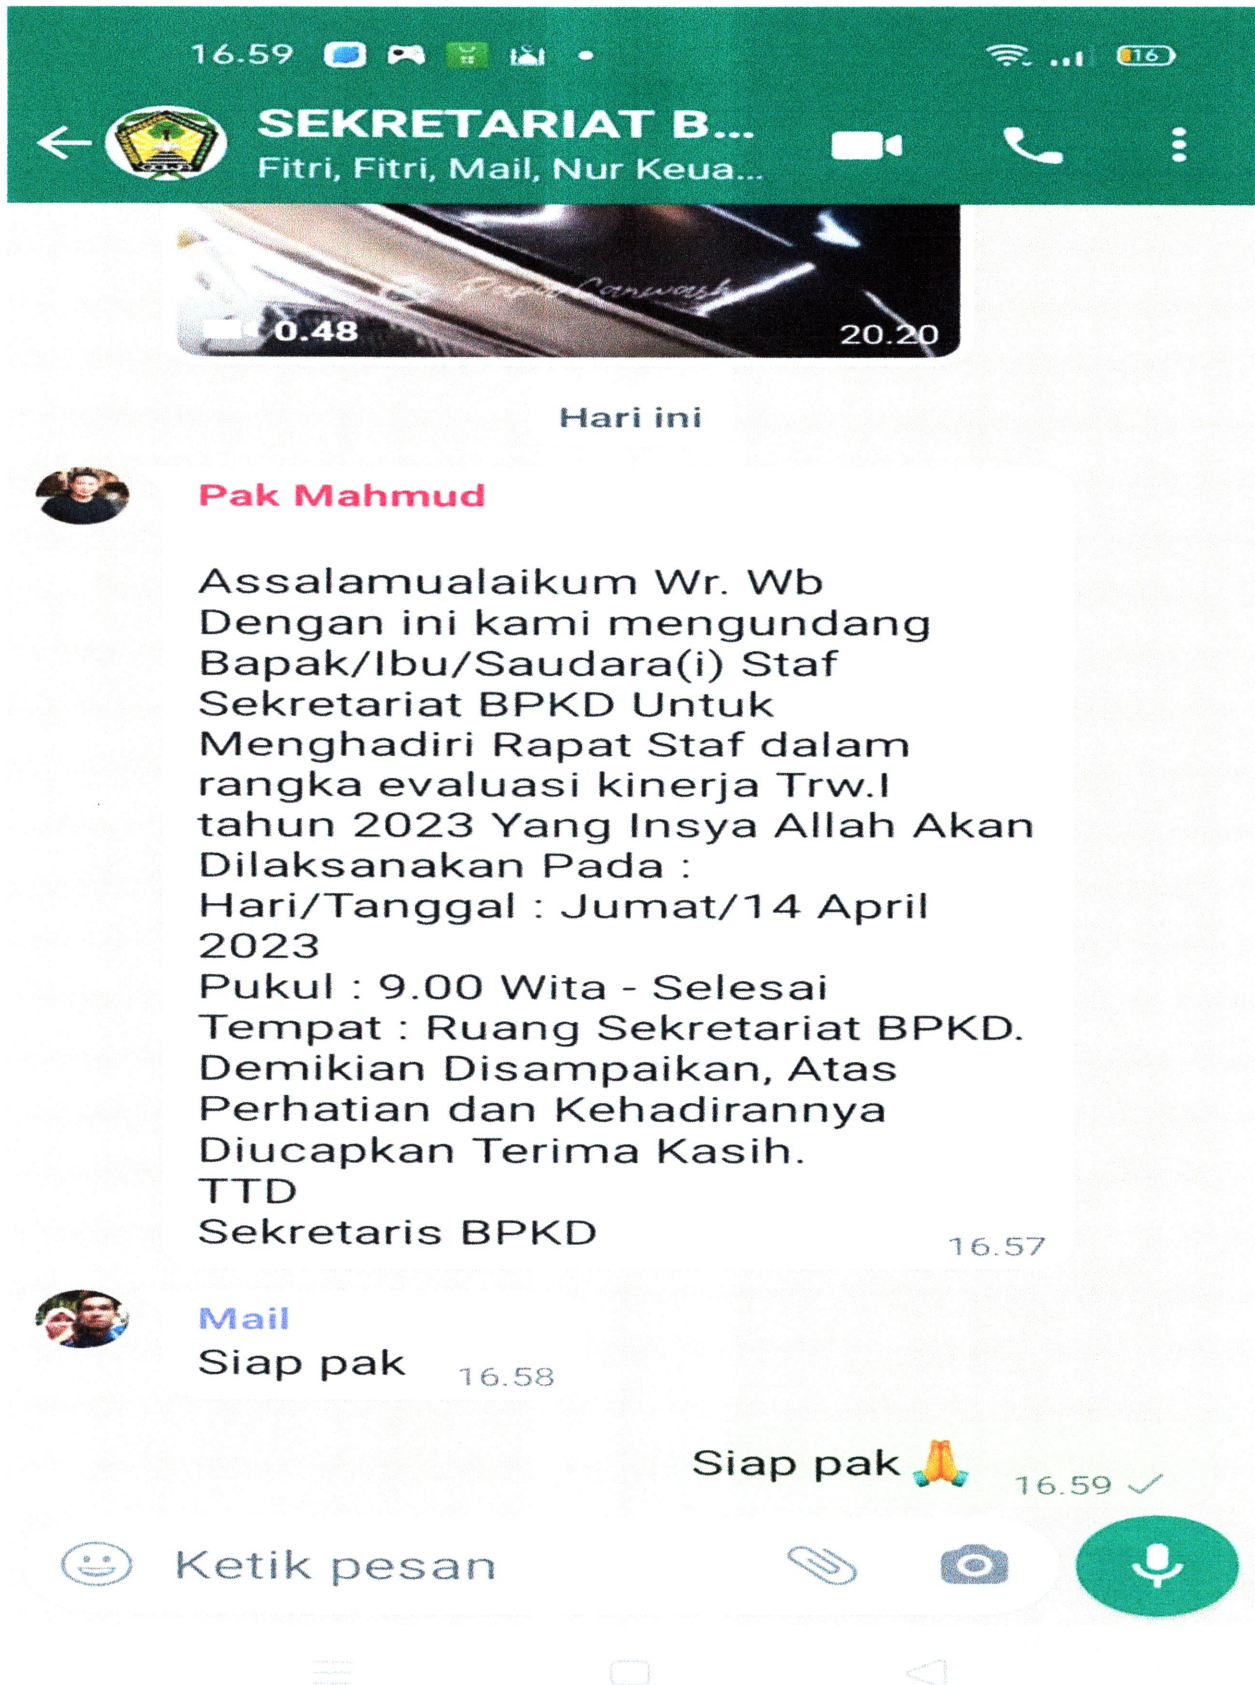 16.59
16
SEKRETARIAT B...
Fitri, Fitri, Mail, Nur Keua...
Carwash
0.48
20.20
Hari ini
Pak Mahmud
Assalamualaikum Wr. Wb
Dengan ini kami mengundang
Bapak/Ibu/Saudara(i) Staf
Sekretariat BPKD Untuk
Menghadiri Rapat Staf dalam
rangka evaluasi kinerja Trw.I
tahun 2023 Yang Insya Allah Akan
Dilaksanakan Pada :
Hari/Tanggal : Jumat/14 April
2023
Pukul : 9.00 Wita - Selesai
Tempat : Ruang Sekretariat BPKD.
Demikian Disampaikan, Atas
Perhatian dan Kehadirannya
Diucapkan Terima Kasih.
TTD
Sekretaris BPKD
16.57
Mail
Siap pak
16.58
Siap pak🙏
16.59
Ketik pesan